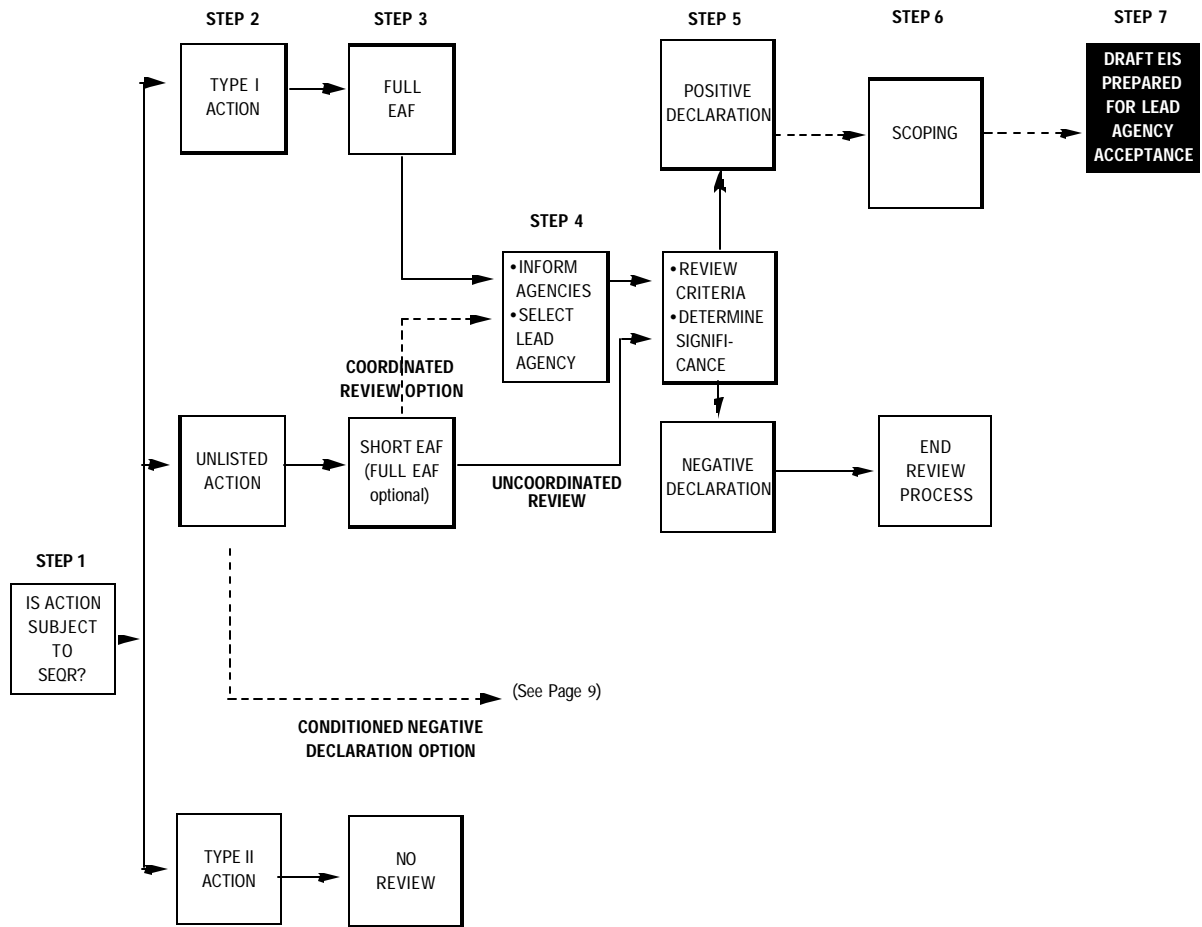 STEP 2
STEP 3
STEP 5
STEP 6
STEP 7
TYPE I
ACTION
FULL
EAF
POSITIVE
DECLARATION
SCOPING
DRAFT EIS
PREPARED
FOR LEAD
AGENCY
ACCEPTANCE
STEP 4
•INFORM
AGENCIES
•SELECT
LEAD
AGENCY
•REVIEW
CRITERIA
•DETERMINE
SIGNIFI-
CANCE
COORDINATED
REVIEW OPTION
UNLISTED
ACTION
SHORT EAF
(FULL EAF
optional)
UNCOORDINATED
REVIEW
NEGATIVE
DECLARATION
END
REVIEW
PROCESS
STEP 1
IS ACTION
SUBJECT
TO
SEQR?
(See Page 9)
CONDITIONED NEGATIVE
DECLARATION OPTION
TYPE II
ACTION
NO
REVIEW